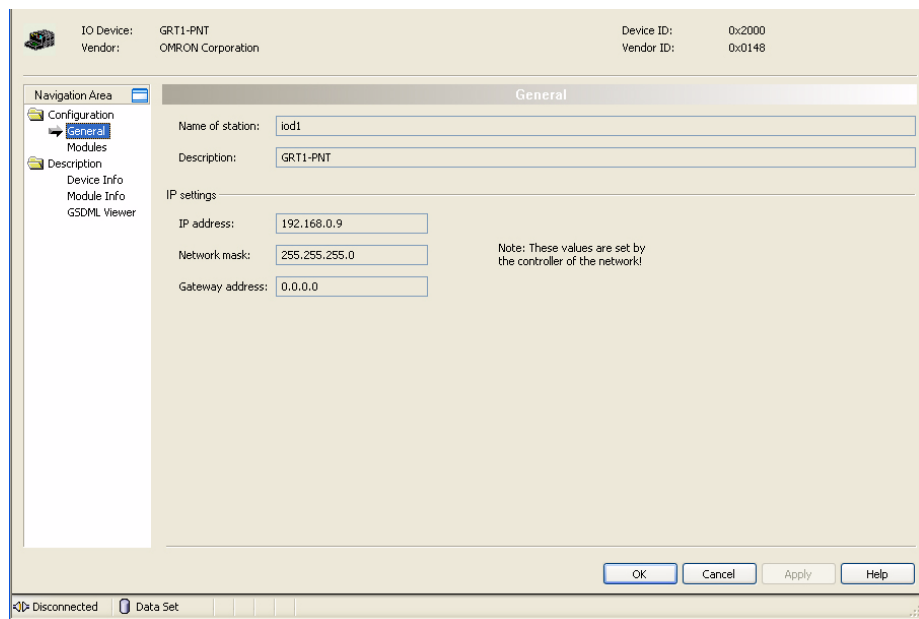 IO Device: GRT1-PNT Device ID: 0x2000
Vendor: OMRON Corporation Vendor ID: 0x0148
Navigation Area
Configuration
General
Modules
Description
Device Info
Module Info
GSDML Viewer
General
Name of station: iod1
Description: GRT1-PNT
IP settings
IP address: 192.168.0.9
Network mask: 255.255.255.0
Gateway address: 0.0.0.0
Note: These values are set by
the controller of the network!
OK Cancel Apply Help
Disconnected Data Set